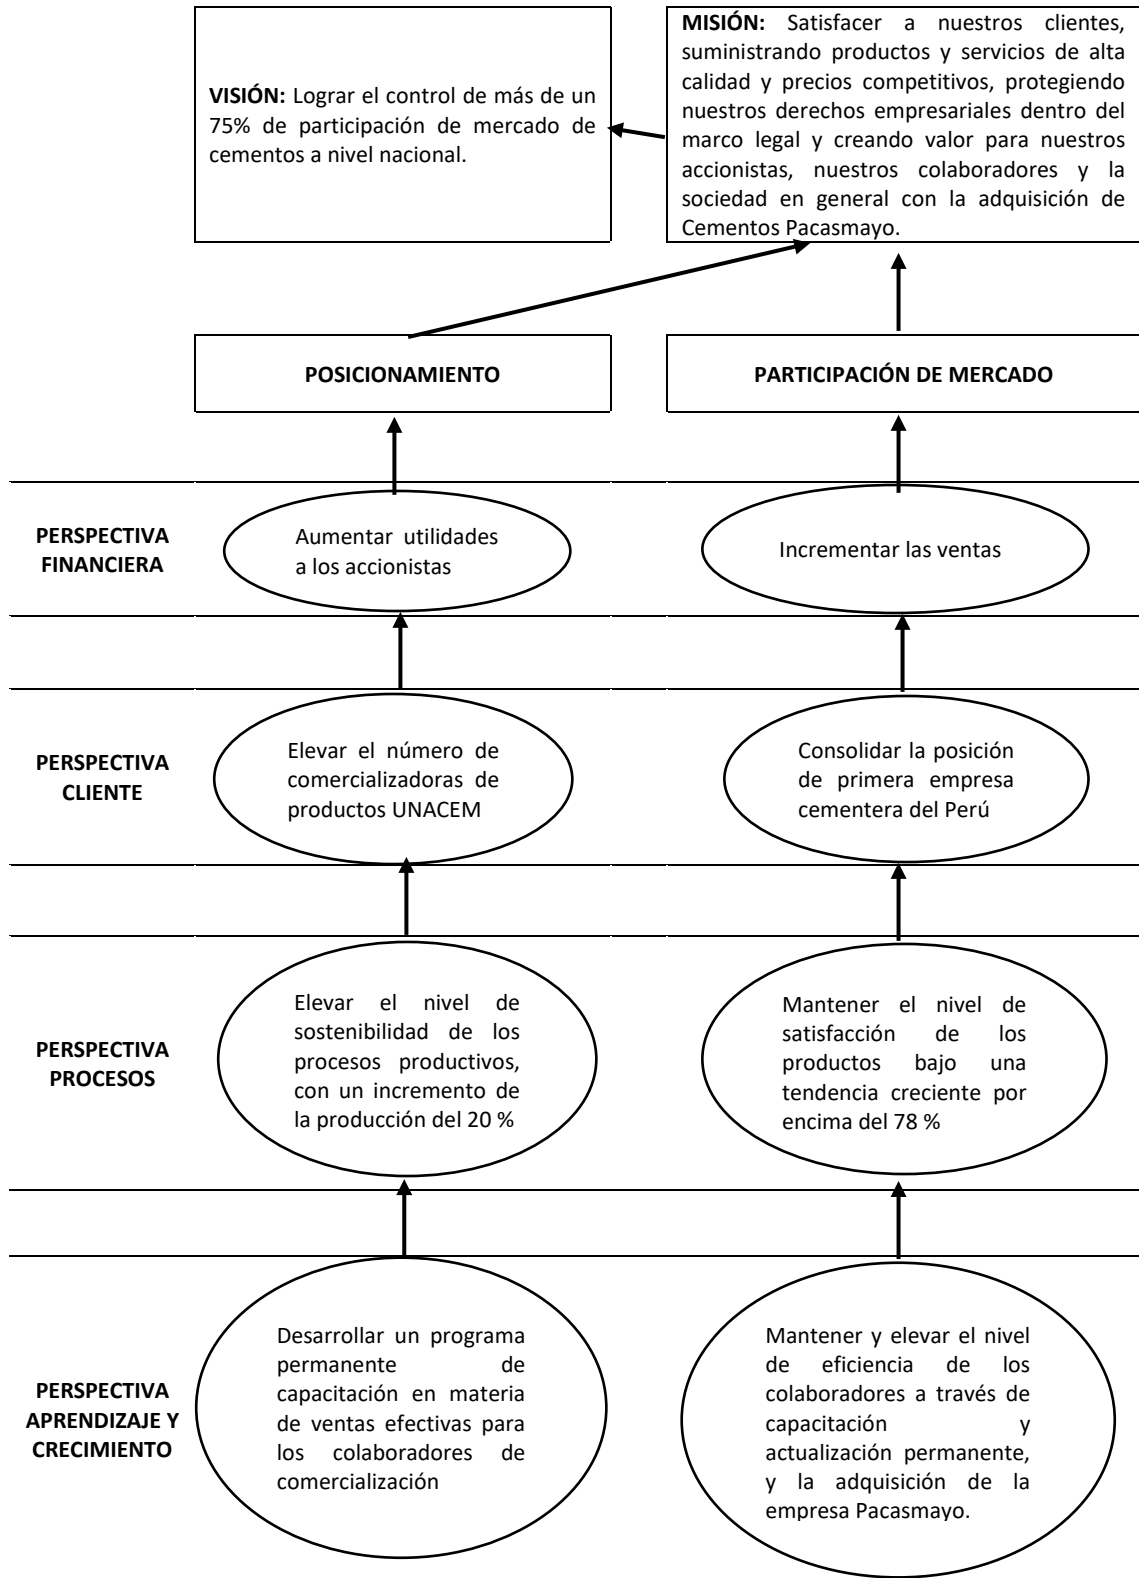 VISIÓN: Lograr el control de más de un
75% de participación de mercado de
cementos a nivel nacional.
MISIÓN: Satisfacer a nuestros clientes,
suministrando productos y servicios de alta
calidad y precios competitivos, protegiendo
nuestros derechos empresariales dentro del
marco legal y creando valor para nuestros
accionistas, nuestros colaboradores y la
sociedad en general con la adquisición de
Cementos Pacasmayo.
POSICIONAMIENTO
PARTICIPACIÓN DE MERCADO
PERSPECTIVA
FINANCIERA
Aumentar utilidades
a los accionistas
Incrementar las ventas
PERSPECTIVA
CLIENTE
Elevar el número de
comercializadoras de
productos UNACEM
Consolidar la posición
de primera empresa
cementera del Perú
PERSPECTIVA
PROCESOS
Elevar el nivel de
sostenibilidad de los
procesos productivos,
con un incremento de
la producción del 20 %
Mantener el nivel de
satisfacción de los
productos bajo una
tendencia creciente por
encima del 78 %
PERSPECTIVA
APRENDIZAJE Y
CRECIMIENTO
Desarrollar un programa
permanente de
capacitación en materia
de ventas efectivas para
los colaboradores de
comercialización
Mantener y elevar el nivel
de eficiencia de los
colaboradores a través de
capacitación y
actualización permanente,
y la adquisición de la
empresa Pacasmayo.